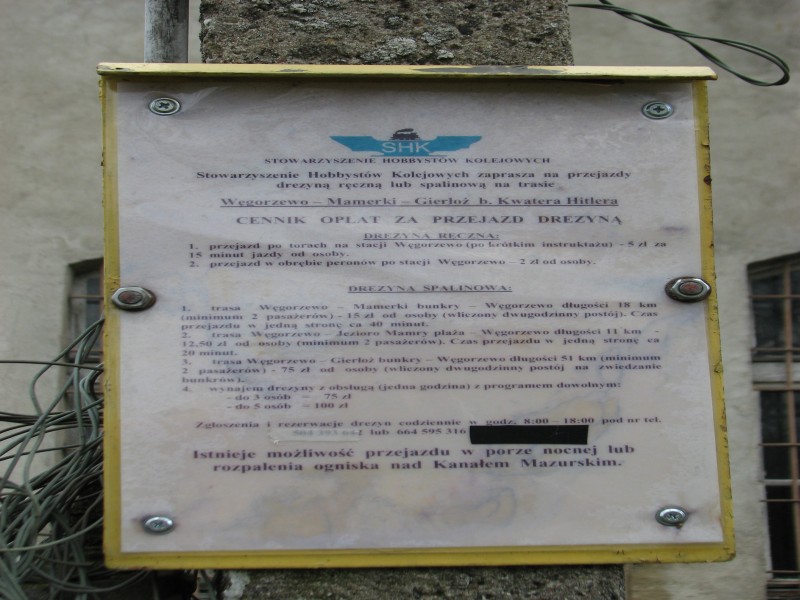 SHK
STOWARZYSZENIE HOBBYSTÓW KOLEJOWYCH
Stowarzyszenie Hobbystów Kolejowych zaprasza na przejazdy
drezyną ręczną lub spalinową na trasie
Węgorzewo – Mamerki – Gierłoż b. Kwatera Hitlera
CENNIK OPŁAT ZA PRZEJAZD DREZYNĄ
DREZYNA RĘCZNA:
1. przejazd po torach na stacji Węgorzewo (po krótkim instruktażu) - 5 zł za
15 minut jazdy od osoby.
2. przejazd w obrębie peronów po stacji Węgorzewo – 2 zł od osoby.
DREZYNA SPALINOWA:
1. trasa Węgorzewo – Mamerki bunkry – Węgorzewo długości 18 km
(minimum 2 pasażerów) - 15 zł od osoby (wliczony dwugodzinny postój). Czas
przejazdu w jedną stronę ca 40 minut.
2. trasa Węgorzewo – Jezioro Mamry plaża – Węgorzewo długości 11 km -
12,50 zł od osoby (minimum 2 pasażerów). Czas przejazdu w jedną stronę ca
20 minut.
3. trasa Węgorzewo – Gierłoż bunkry – Węgorzewo długości 51 km (minimum
2 pasażerów) - 75 zł od osoby (wliczony dwugodzinny postój na zwiedzanie
bunkrów).
4. wynajem drezyny z obsługą (jedna godzina) z programem dowolnym:
- do 3 osób = 75 zł
- do 5 osób = 100 zł
Zgłoszenia i rezerwacje drezyn codziennie w godz. 8:00 – 18:00 pod nr tel.
lub 664 595 316
Istnieje możliwość przejazdu w porze nocnej lub
rozpalenia ogniska nad Kanałem Mazurskim.